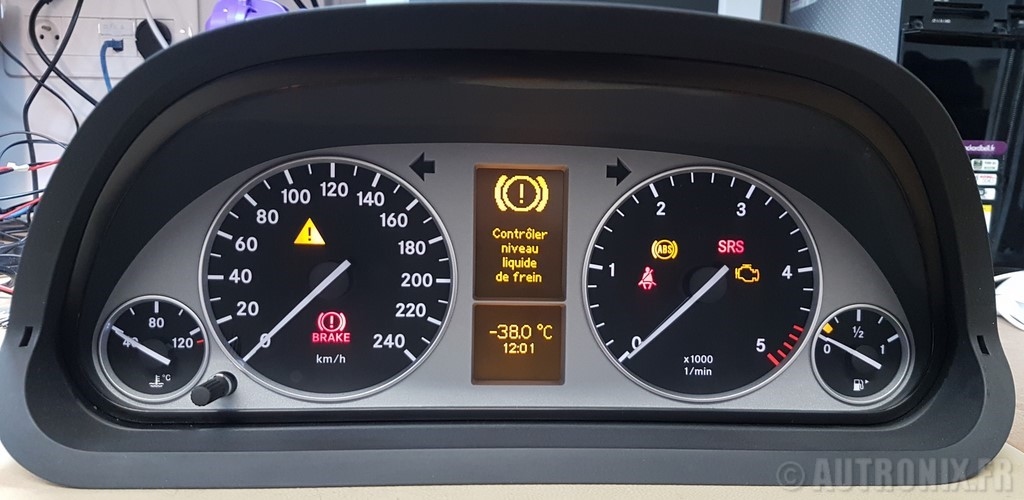 20
40
60
80
100
120
140
160
180
200
220
240
0
km/h
BRAKE
Contrôler
niveau
liquide
de frein
-38.0 °C
12:01
0
1
2
3
4
5
ABS
SRS
x1000
1/min
40
80
120
°C
0
½
1
© AUTRONIX.FR